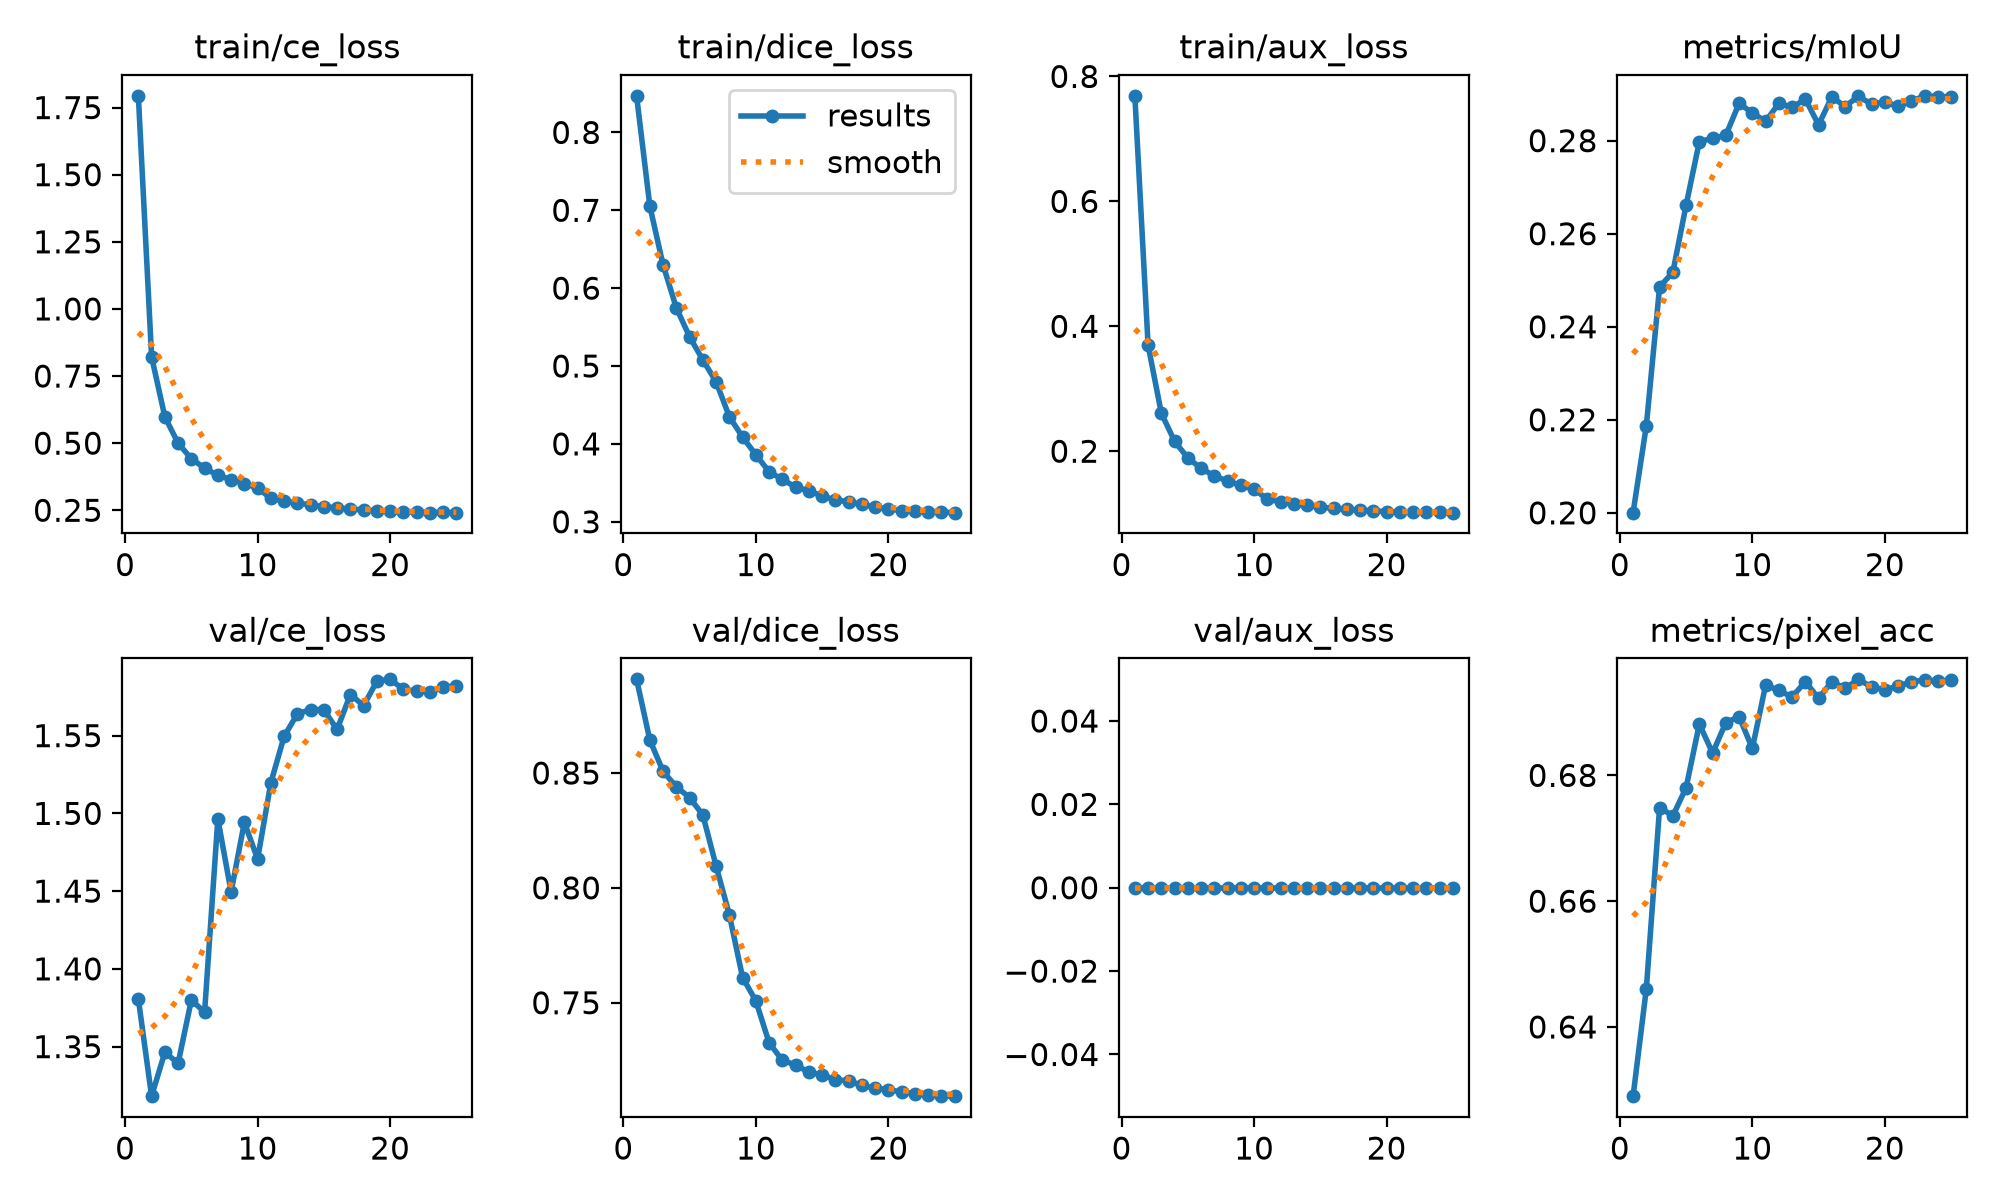 train/ce_loss
1.75
1.50
1.25
1.00
0.75
0.50
0.25
0 10 20
train/dice_loss
results
smooth
0.8
0.7
0.6
0.5
0.4
0.3
0 10 20
train/aux_loss
0.8
0.6
0.4
0.2
0 10 20
metrics/mIoU
0.28
0.26
0.24
0.22
0.20
0 10 20
val/ce_loss
1.55
1.50
1.45
1.40
1.35
0 10 20
val/dice_loss
0.85
0.80
0.75
0 10 20
val/aux_loss
0.04
0.02
0.00
−0.02
−0.04
0 10 20
metrics/pixel_acc
0.68
0.66
0.64
0 10 20